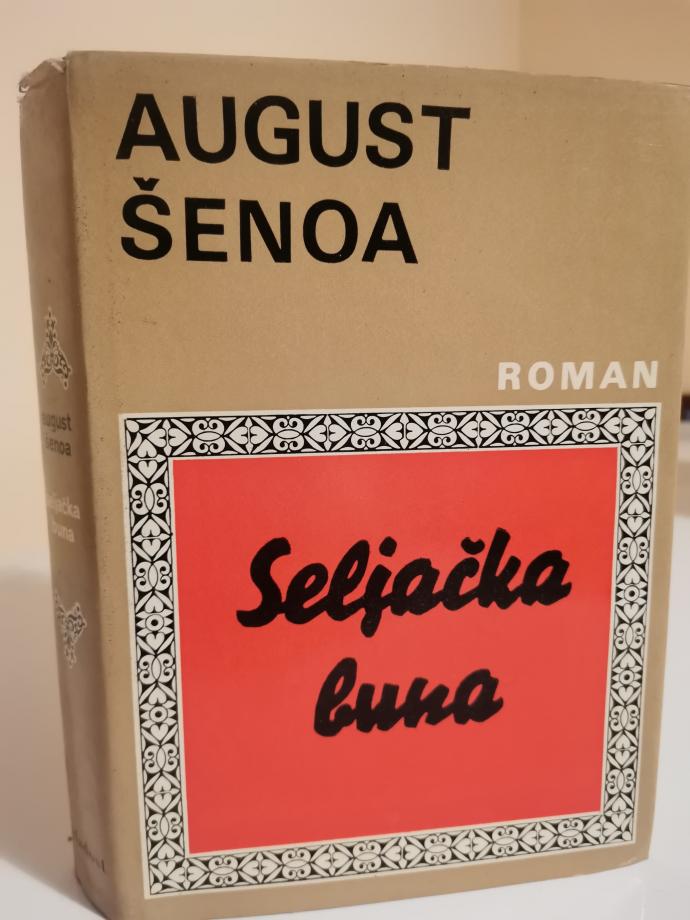 AUGUST
ŠENOA
ROMAN
Seljačka
buna
august
šenoa
seljačka
buna